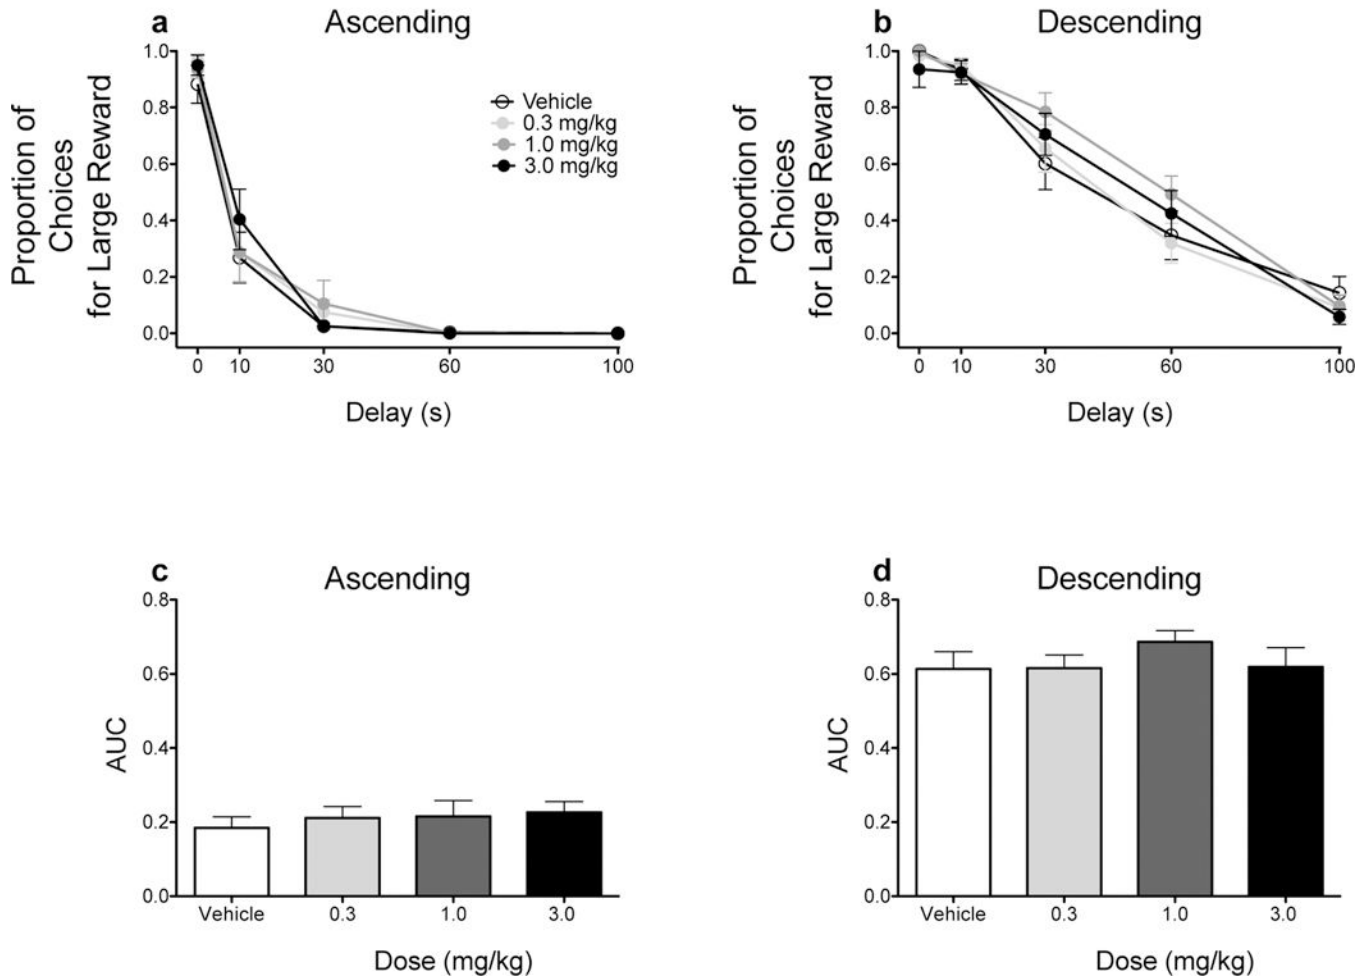 a
Ascending
Proportion of
Choices
for Large Reward
1.0
0.8
0.6
0.4
0.2
0.0
Vehicle
0.3 mg/kg
1.0 mg/kg
3.0 mg/kg
0 10 30 60 100
Delay (s)
b
Descending
Proportion of
Choices
for Large Reward
1.0
0.8
0.6
0.4
0.2
0.0
0 10 30 60 100
Delay (s)
c
Ascending
AUC
0.8
0.6
0.4
0.2
0.0
Vehicle 0.3 1.0 3.0
Dose (mg/kg)
d
Descending
AUC
0.8
0.6
0.4
0.2
0.0
Vehicle 0.3 1.0 3.0
Dose (mg/kg)